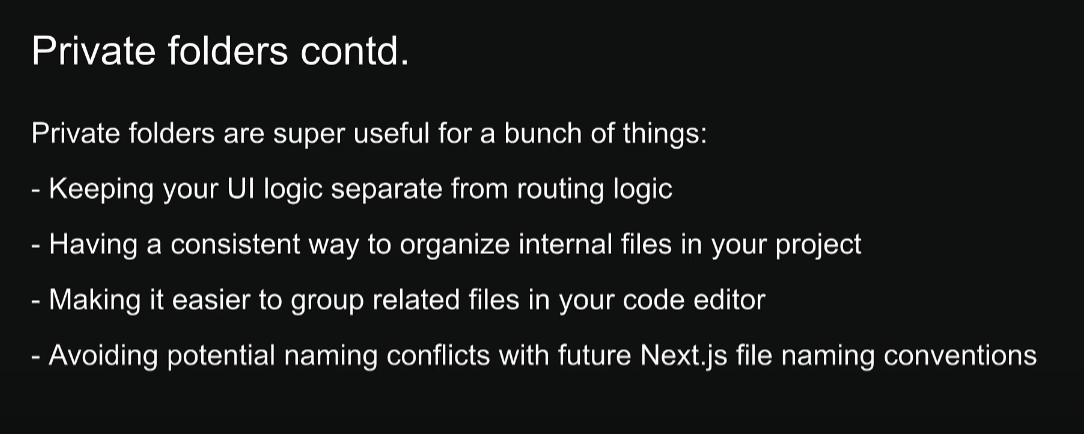 Private folders contd.
Private folders are super useful for a bunch of things:
- Keeping your UI logic separate from routing logic
- Having a consistent way to organize internal files in your project
- Making it easier to group related files in your code editor
- Avoiding potential naming conflicts with future Next.js file naming conventions